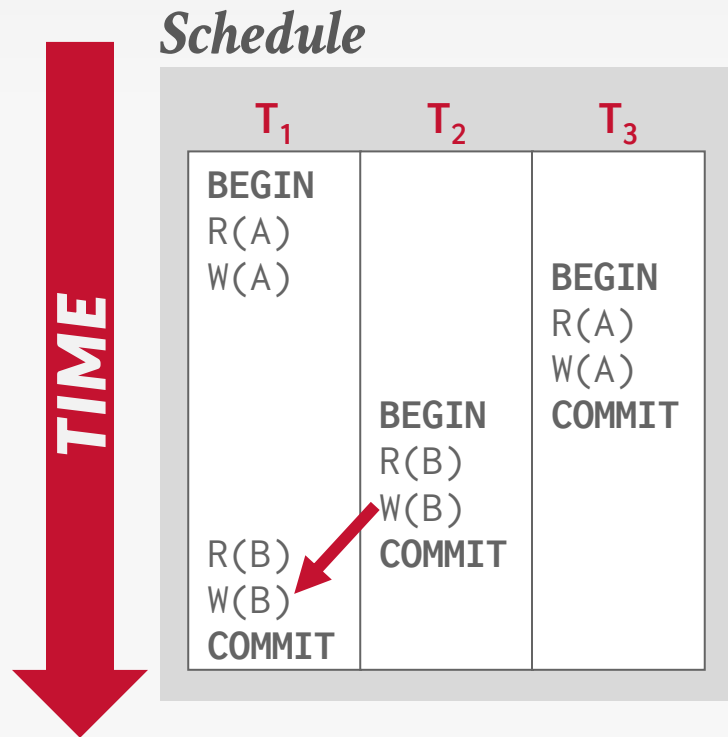 Schedule
TIME
T1 T2 T3
BEGIN
R(A)
W(A) BEGIN
R(A)
W(A)
BEGIN COMMIT
R(B)
W(B)
R(B) COMMIT
W(B)
COMMIT